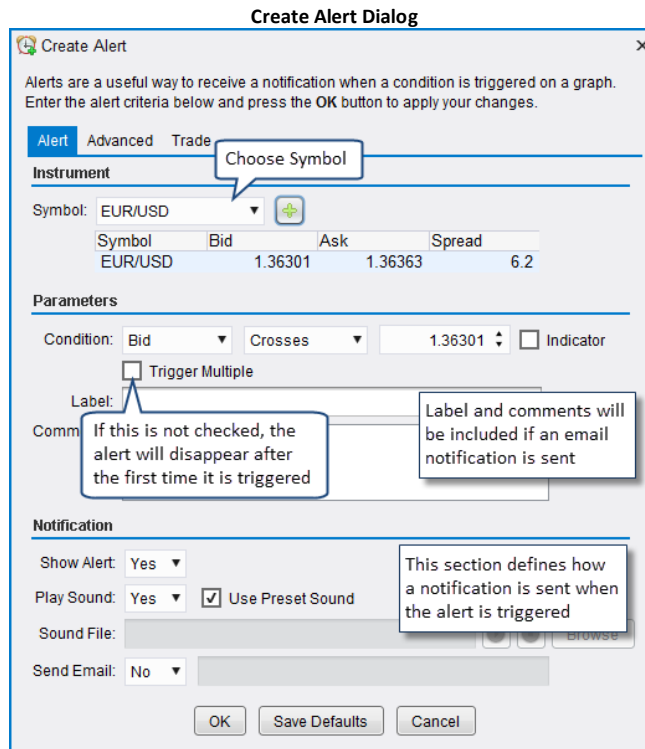 Create Alert Dialog
Create Alert
Alerts are a useful way to receive a notification when a condition is triggered on a graph.
Enter the alert criteria below and press the OK button to apply your changes.
Alert Advanced Trade
Choose Symbol
Instrument
Symbol: EUR/USD
Symbol Bid Ask Spread
EUR/USD 1.36301 1.36363 6.2
Parameters
Condition: Bid Crosses 1.36301 Indicator
Trigger Multiple
Label:
Label and comments will
be included if an email
notification is sent
Comm
If this is not checked, the
alert will disappear after
the first time it is triggered
Notification
Show Alert: Yes
This section defines how
a notification is sent when
the alert is triggered
Play Sound: Yes Use Preset Sound
Sound File: Browse
Send Email: No
OK Save Defaults Cancel